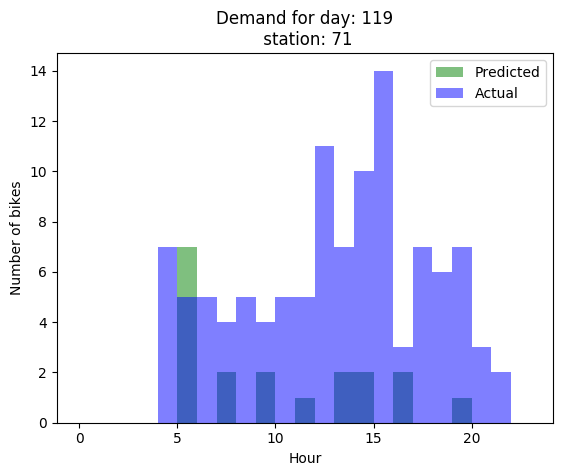 Demand for day: 119
station: 71
Predicted
Actual
Number of bikes
14
12
10
8
6
4
2
0
0 5 10 15 20
Hour